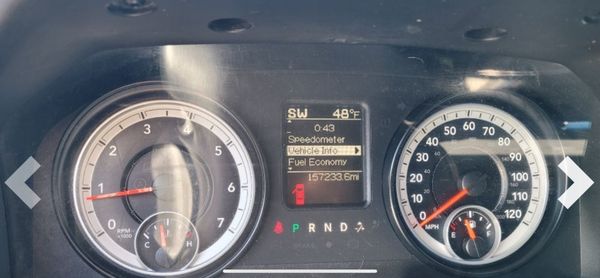 SW 48°F
0:43
Speedometer
Vehicle Info
Fuel Economy
157233.6mi
0 1 2 3 4 5 6 7
RPM
x1000
C H
P R N D
0 10 20 30 40 50 60 70 80 90 100 110 120
MPH
E